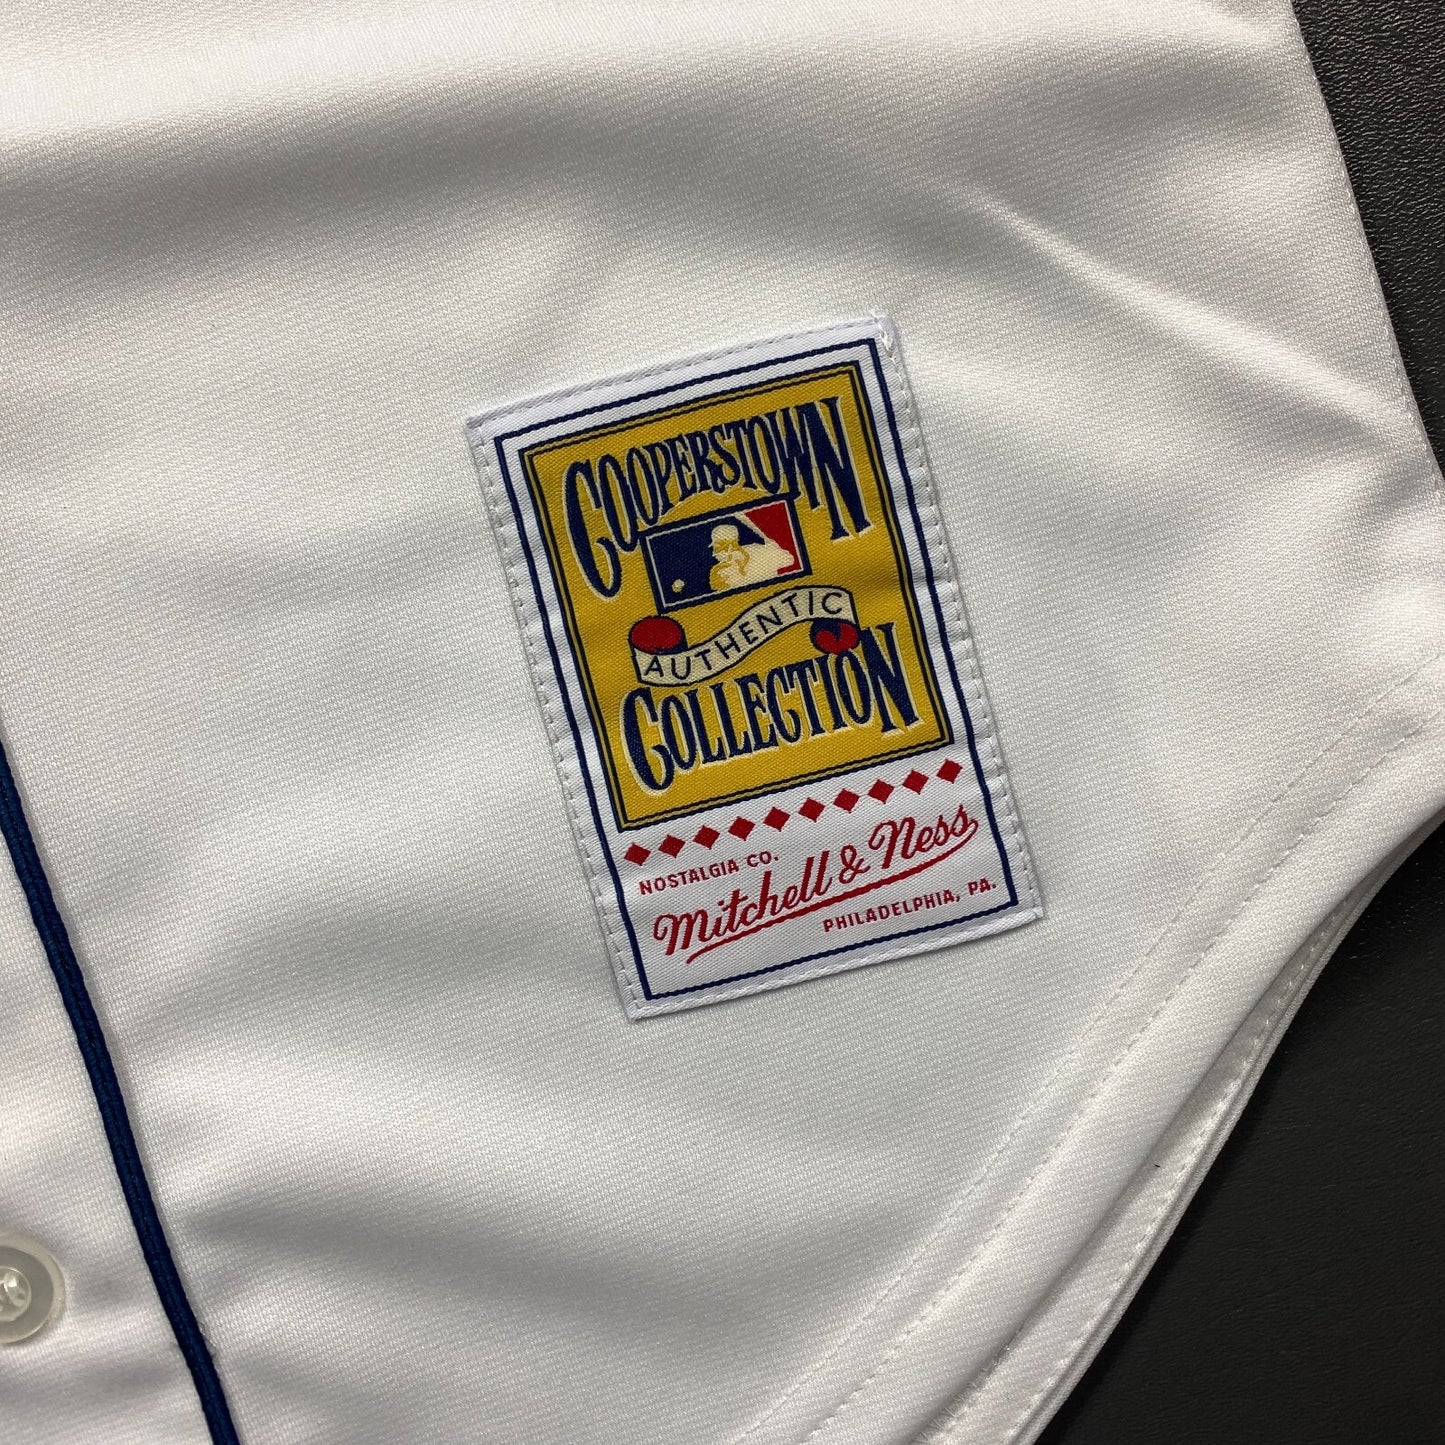 COOPERSTOWN
AUTHENTIC
COLLECTION
NOSTALGIA CO.
Mitchell & Ness
PHILADELPHIA, PA.